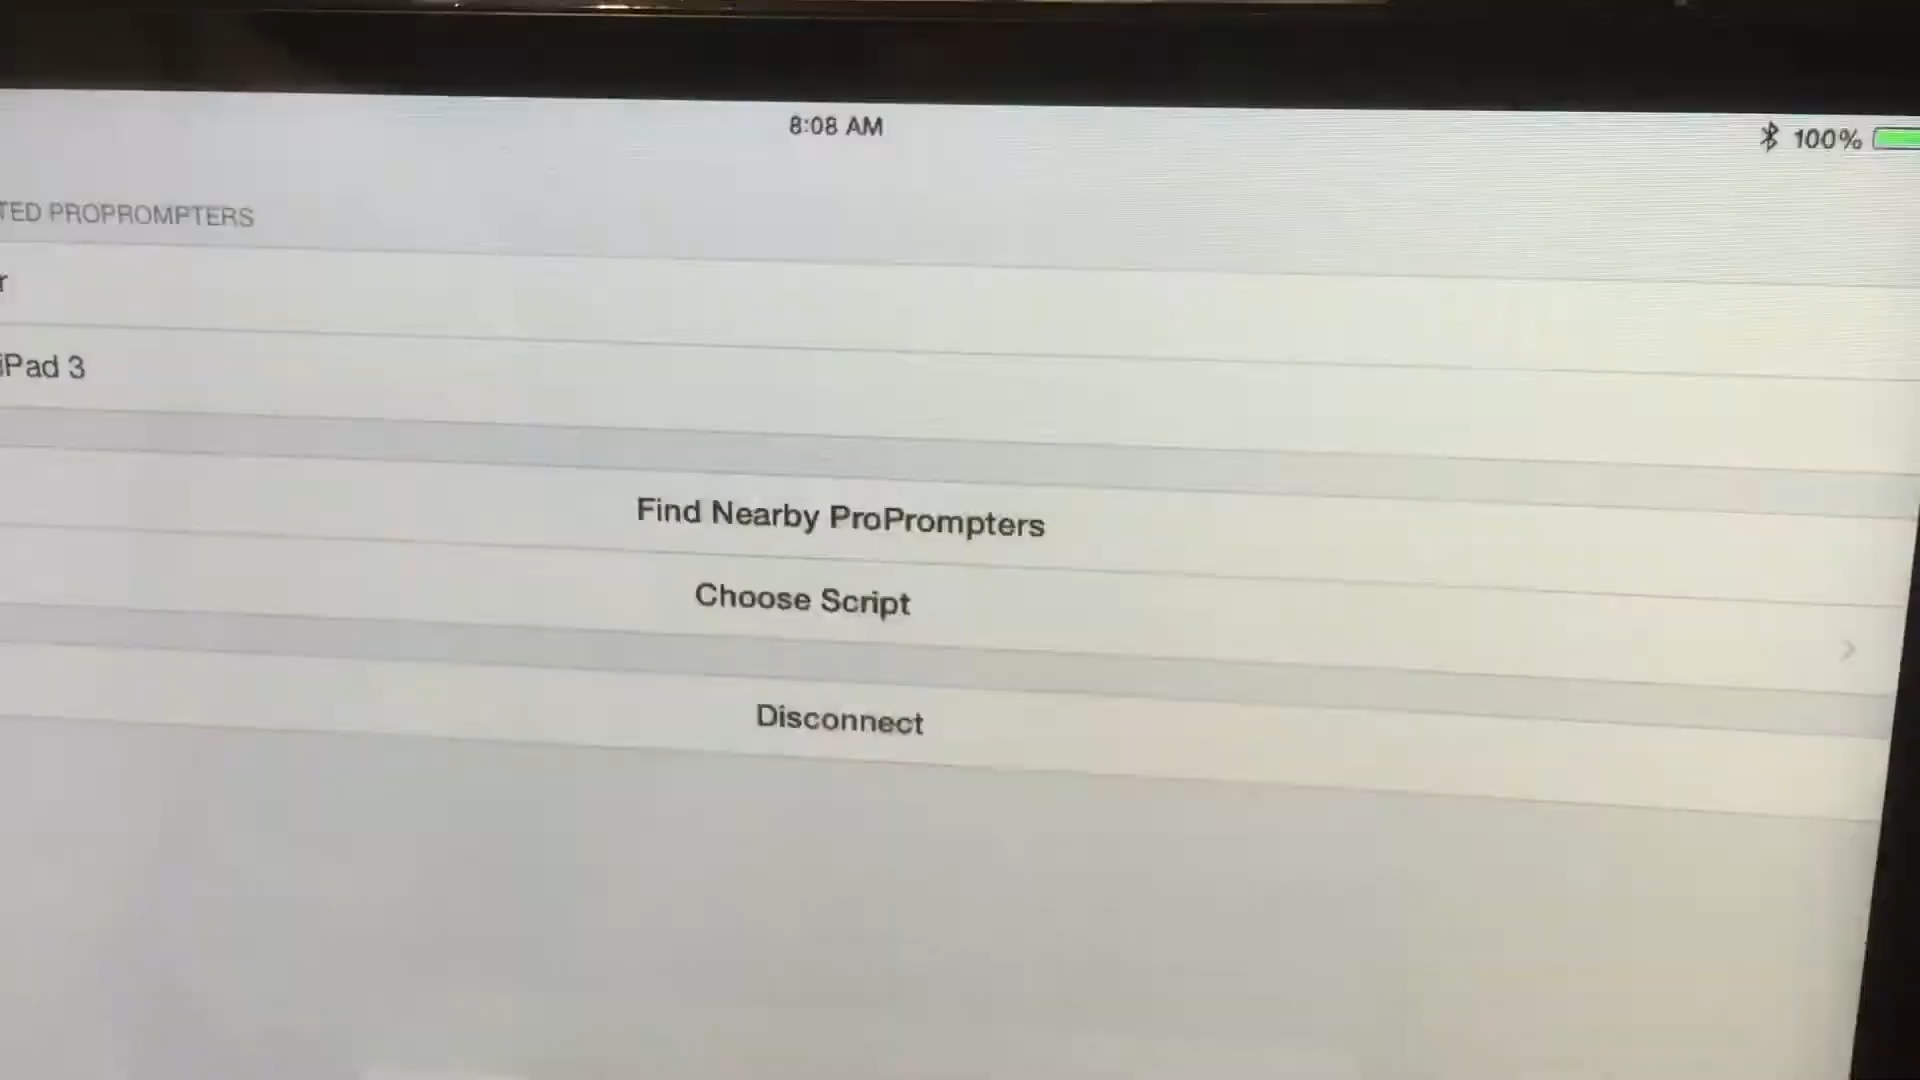 8:08 AM
100%
TED PROPROMPTERS
r
iPad 3
Find Nearby ProPrompters
Choose Script
Disconnect